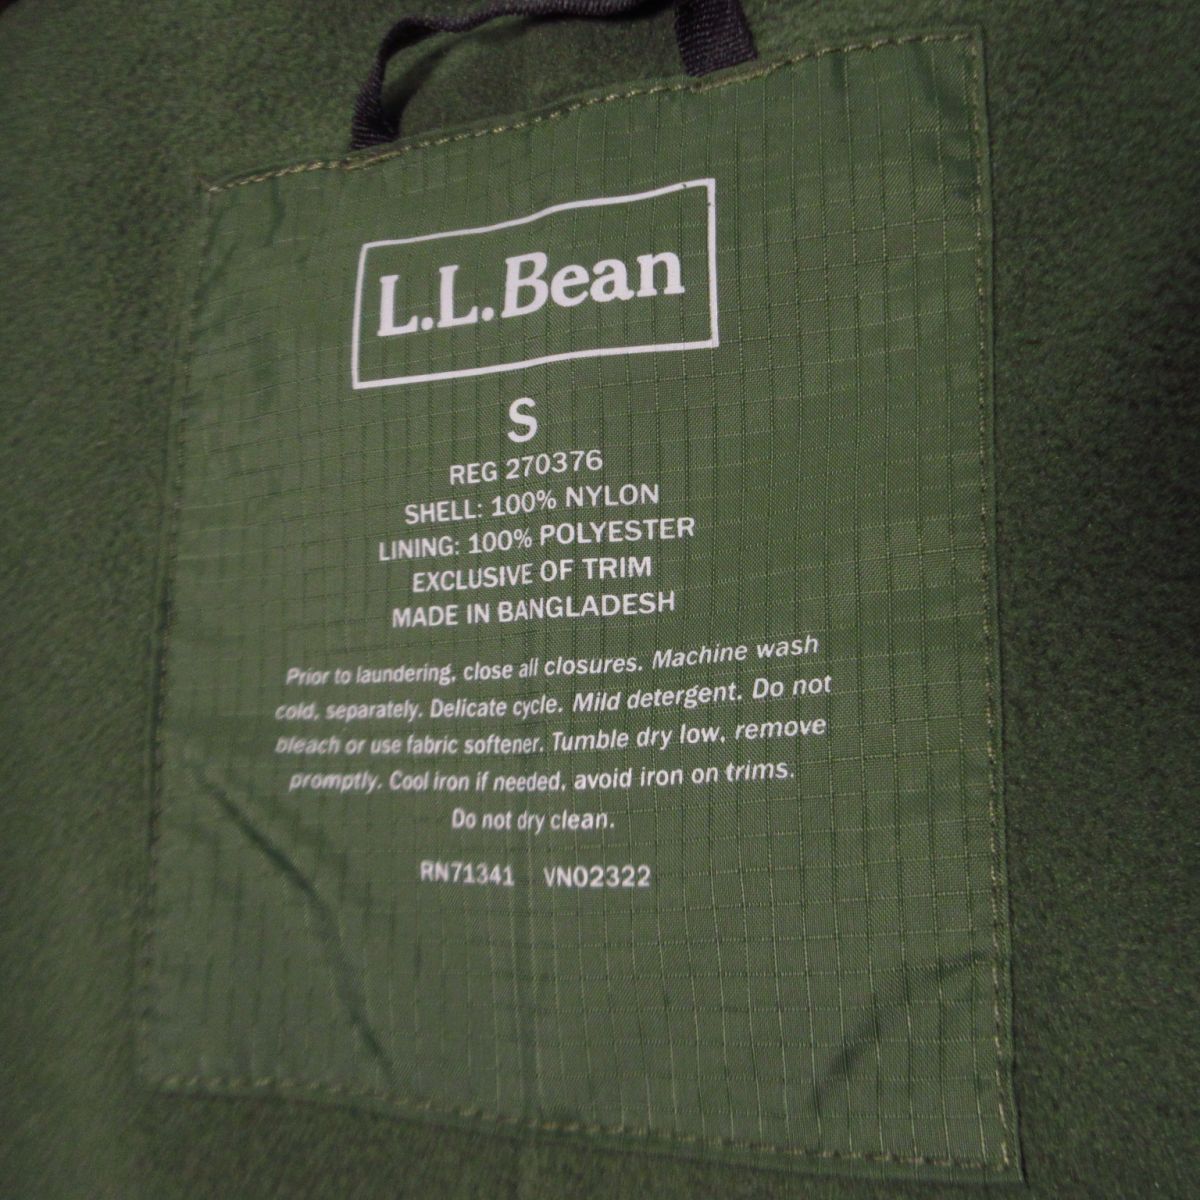 L.L.Bean
S
REG 270376
SHELL: 100% NYLON
LINING: 100% POLYESTER
EXCLUSIVE OF TRIM
MADE IN BANGLADESH
Prior to laundering, close all closures. Machine wash
cold, separately. Delicate cycle. Mild detergent. Do not
bleach or use fabric softener. Tumble dry low, remove
promptly. Cool iron if needed, avoid iron on trims.
Do not dry clean.
RN71341 VN02322